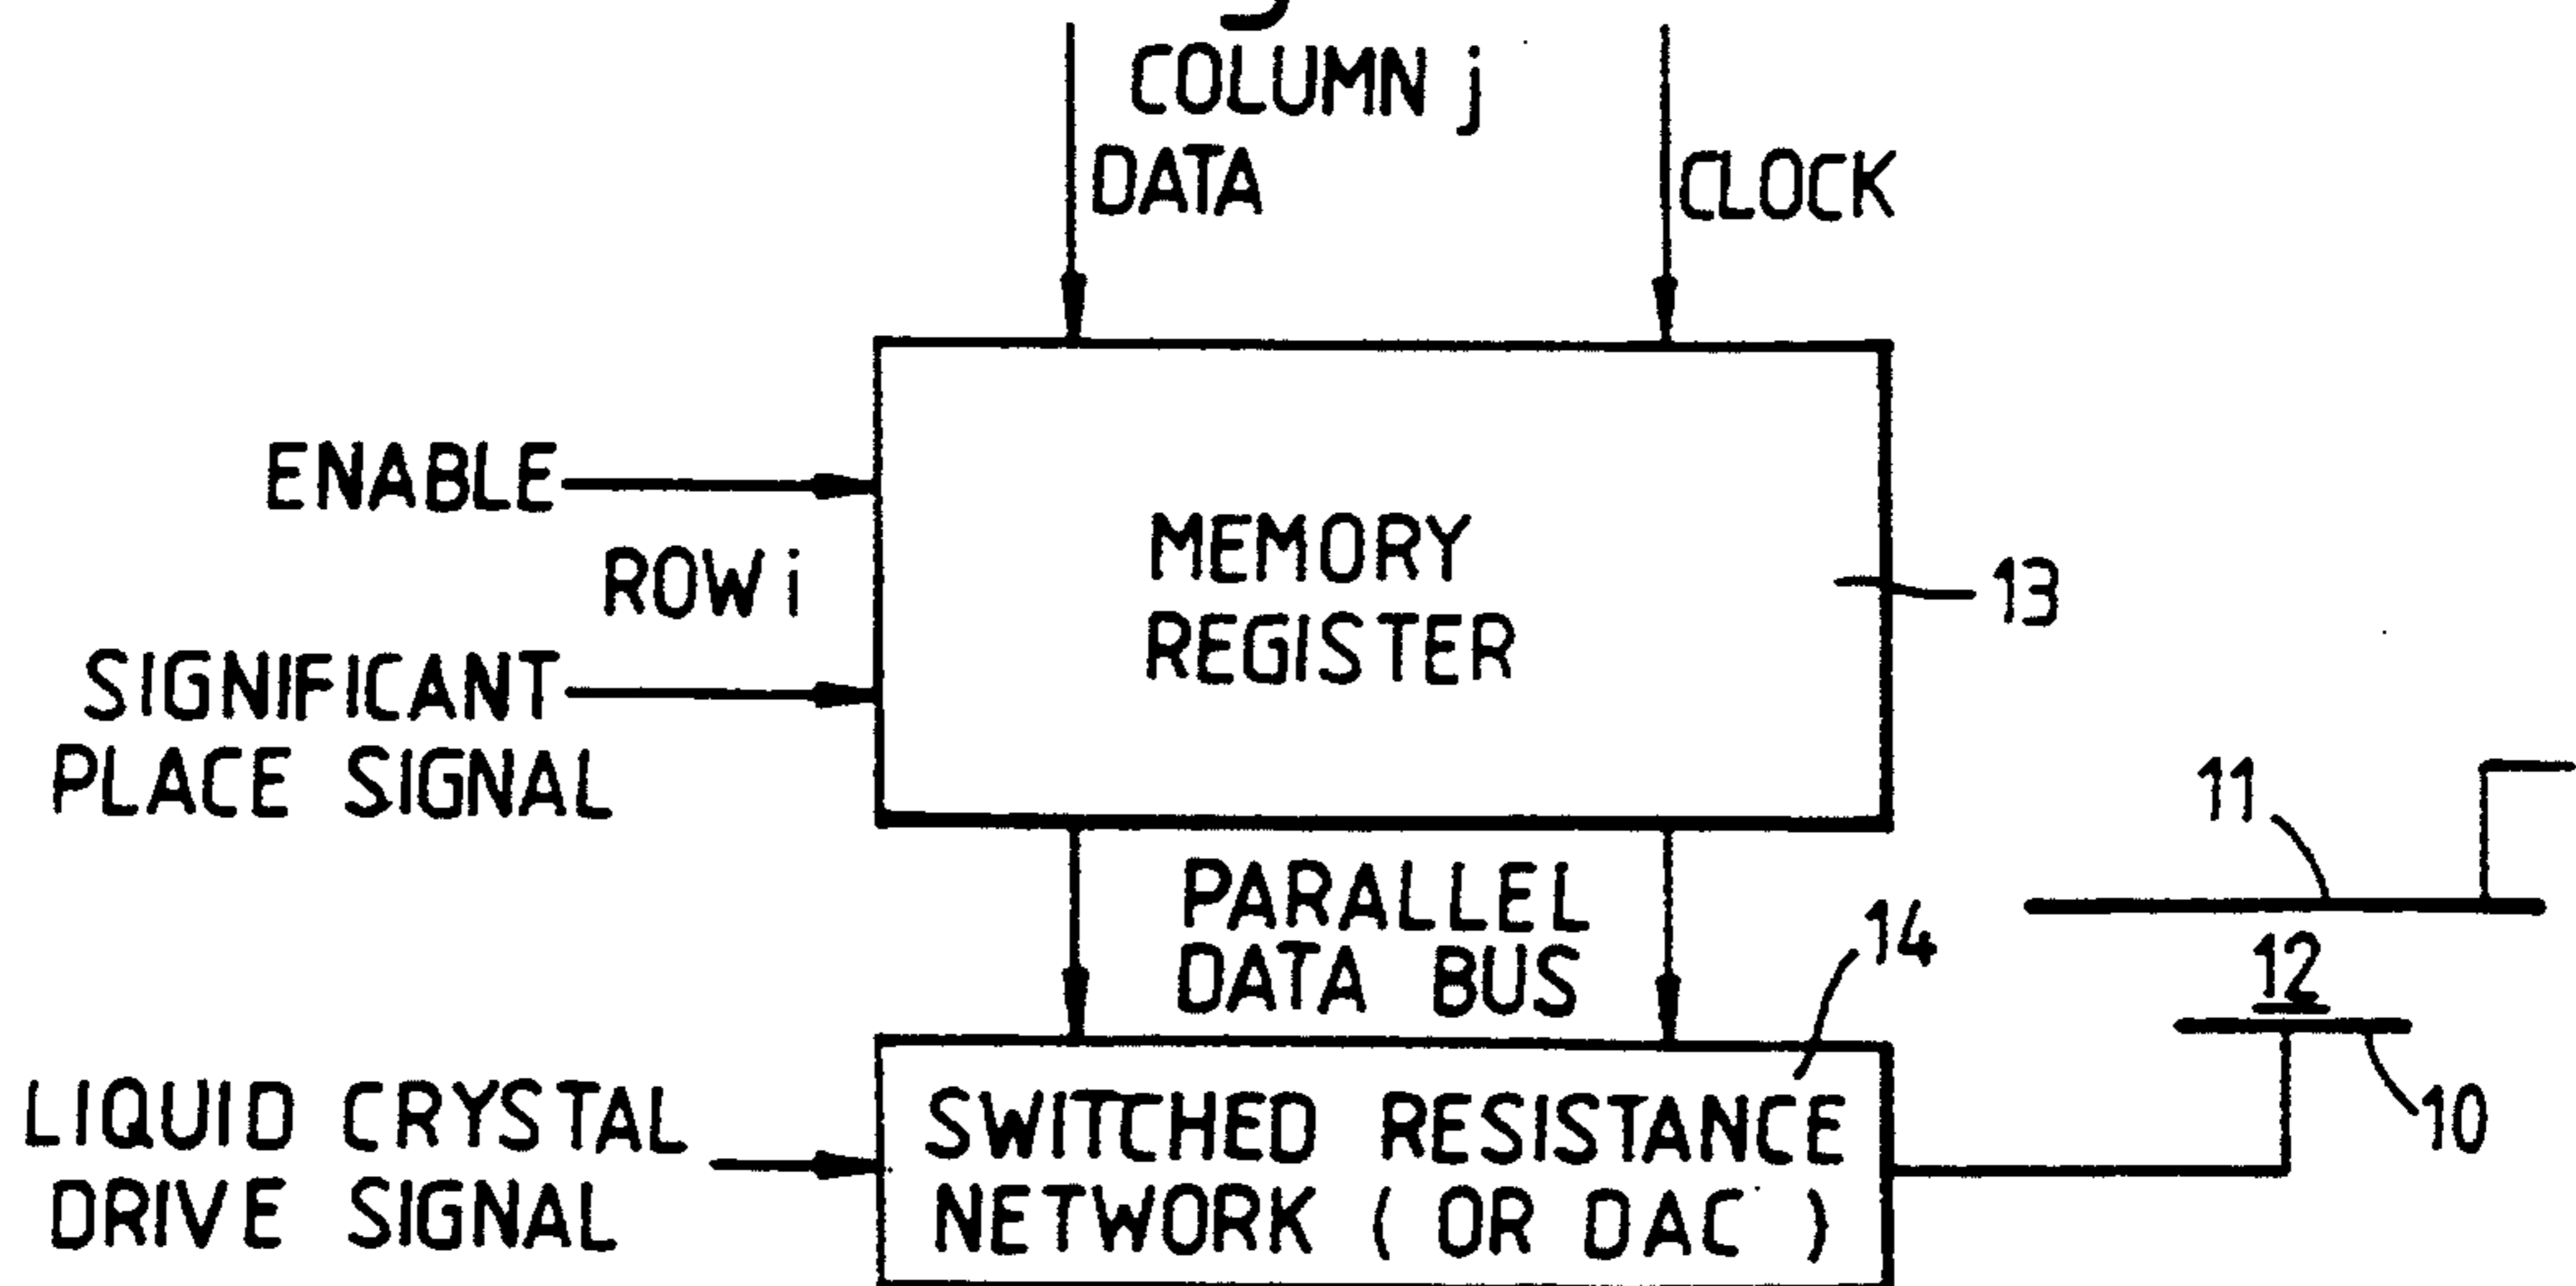 COLUMN j
DATA
CLOCK
ENABLE
ROW i
MEMORY
REGISTER
13
SIGNIFICANT
PLACE SIGNAL
11
PARALLEL
DATA BUS
14
12
10
LIQUID CRYSTAL
DRIVE SIGNAL
SWITCHED RESISTANCE
NETWORK ( OR DAC )